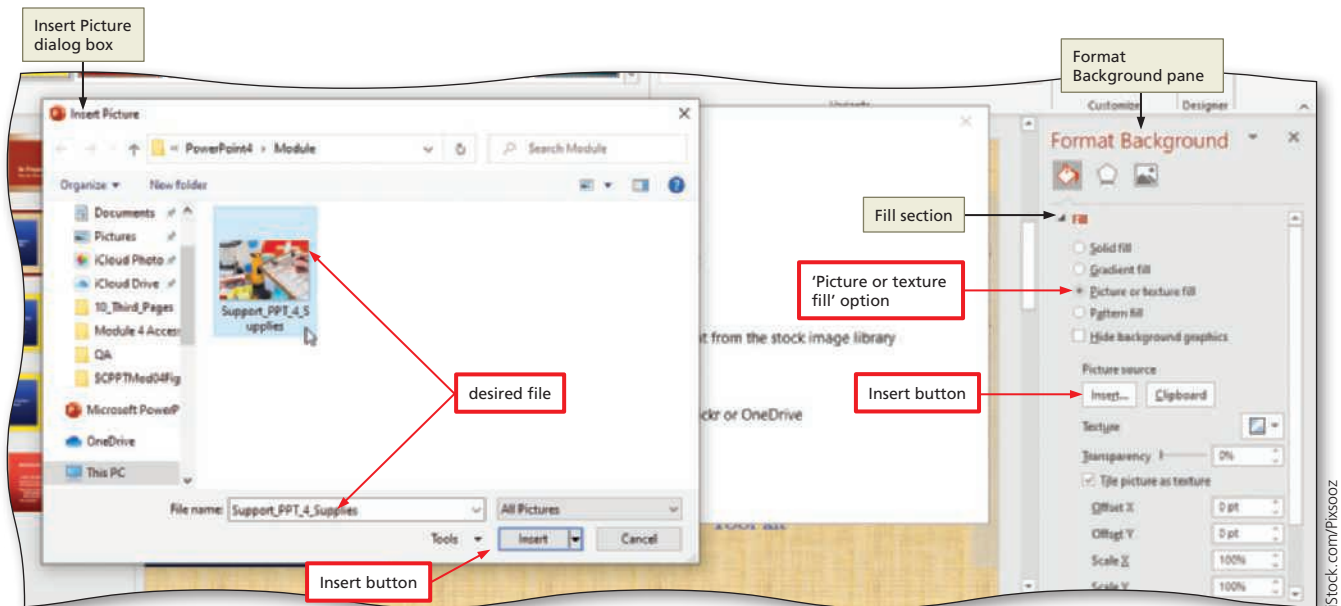 Insert Picture
dialog box
Format
Background pane
Insert Picture
Customize
Designer
PowerPoint4 › Module
Search Module
Format Background
Organize
New folder
Documents
Pictures
iCloud Photo
iCloud Drive
10_Third_Pages
Module 4 Access
QA
SCPPTMod04Fig
Microsoft PowerP
OneDrive
This PC
Support_PPT_4_S
upplies
desired file
File name:
Support_PPT_4_Supplies
All Pictures
Tools
Insert
Cancel
Insert button
t from the stock image library
ckr or OneDrive
Tool kit
Fill section
'Picture or texture
fill' option
Insert button
Fill
Solid fill
Gradient fill
Picture or texture fill
Pattern fill
Hide background graphics
Picture source
Insert...
Clipboard
Texture
Transparency
0%
Tile picture as texture
Offset X
0 pt
Offset Y
0 pt
Scale X
100%
Scale Y
100%
iStock.com/Pixsooz